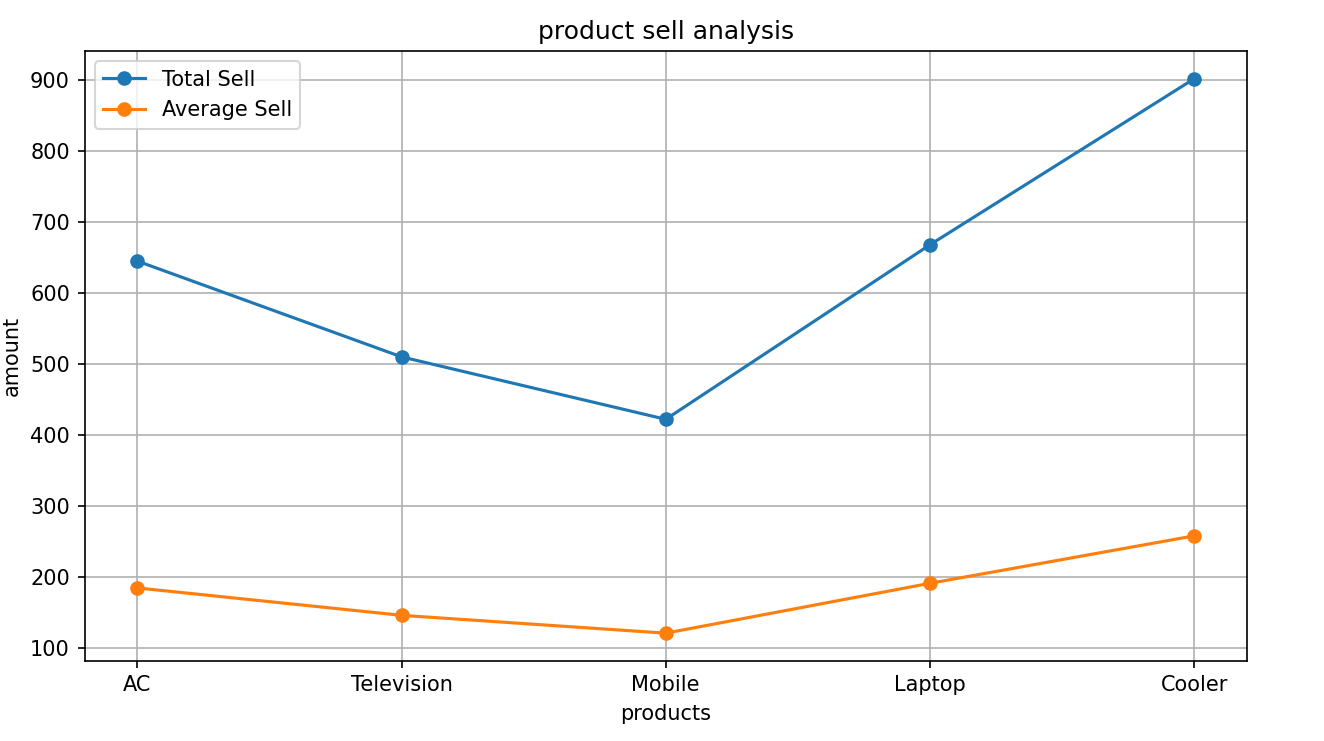 product sell analysis
Total Sell
Average Sell
900
800
700
600
500
400
300
200
100
amount
AC Television Mobile Laptop Cooler
products